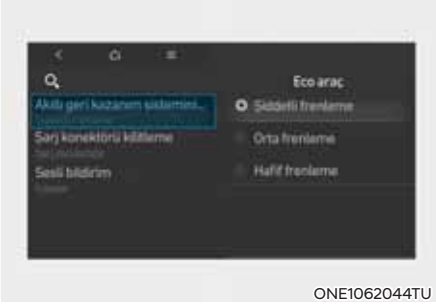 Eco araç
Akıllı geri kazanım sistemini...
Şiddetli frenleme
Şarj konektörü kilitleme
Orta frenleme
Sesli bildirim
Hafif frenleme
ONE1062044TU